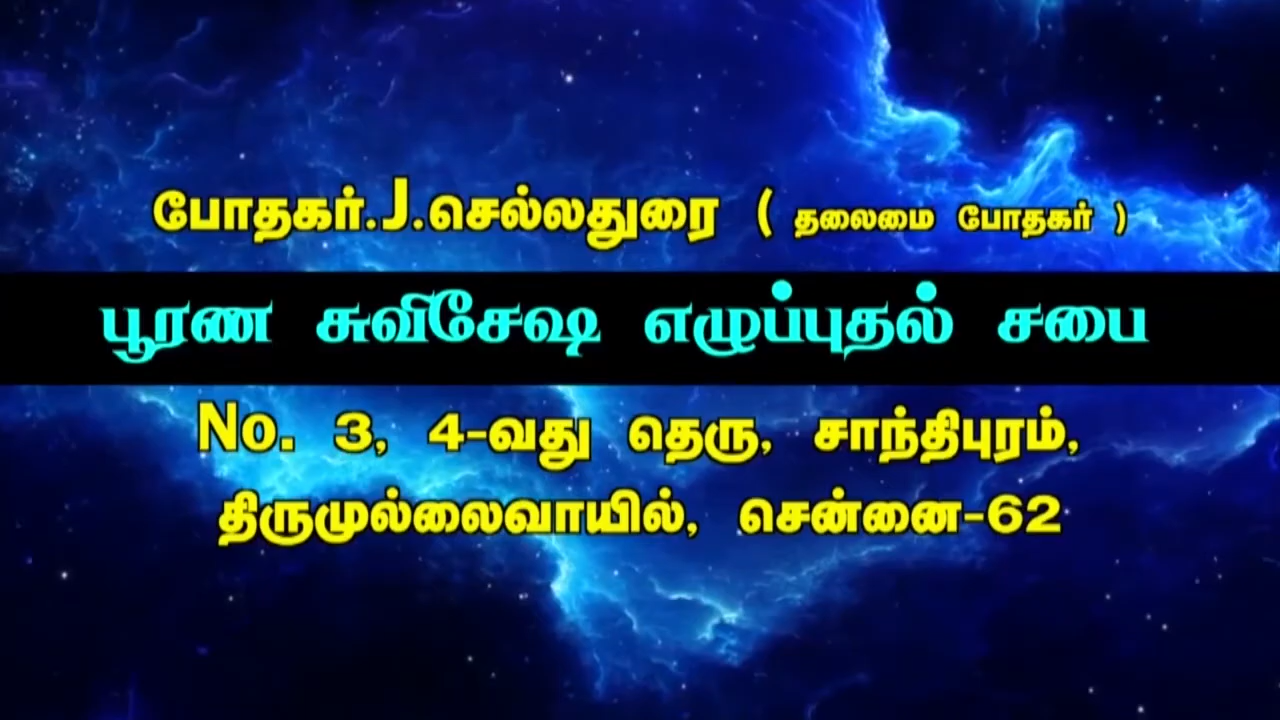 போதகர்.J.செல்லதுரை ( தலைமை போதகர் )
பூரண சுவிசேஷ எழுப்புதல் சபை
No. 3, 4-வது தெரு, சாந்திபுரம்,
திருமுல்லைவாயில், சென்னை-62